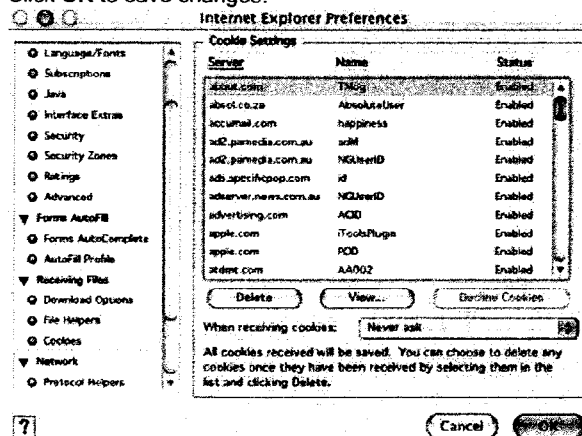 Click OK to save changes.
Internet Explorer Preferences
Language/Fonts
Subscriptions
Java
Interface Extras
Security
Security Zones
Ratings
Advanced
Forms AutoFill
Forms AutoComplete
AutoFill Profile
Receiving Files
Download Options
File Helpers
Cookies
Network
Protocol Helpers
Cookie Settings
Server Name Status
about.com TMog Enabled
absol.co.za AbsoluteUser Enabled
accumail.com happiness Enabled
ad2.pamedia.com.au adM Enabled
ad2.pamedia.com.au NGUserID Enabled
ads.specificpop.com id Enabled
adserver.news.com.au NGUserID Enabled
advertising.com ACID Enabled
apple.com iToolsPlugin Enabled
apple.com POD Enabled
atdmt.com AA002 Enabled
Delete View... Decline Cookies
When receiving cookies: Never ask
All cookies received will be saved. You can choose to delete any
cookies once they have been received by selecting them in the
list and clicking Delete.
?
Cancel OK